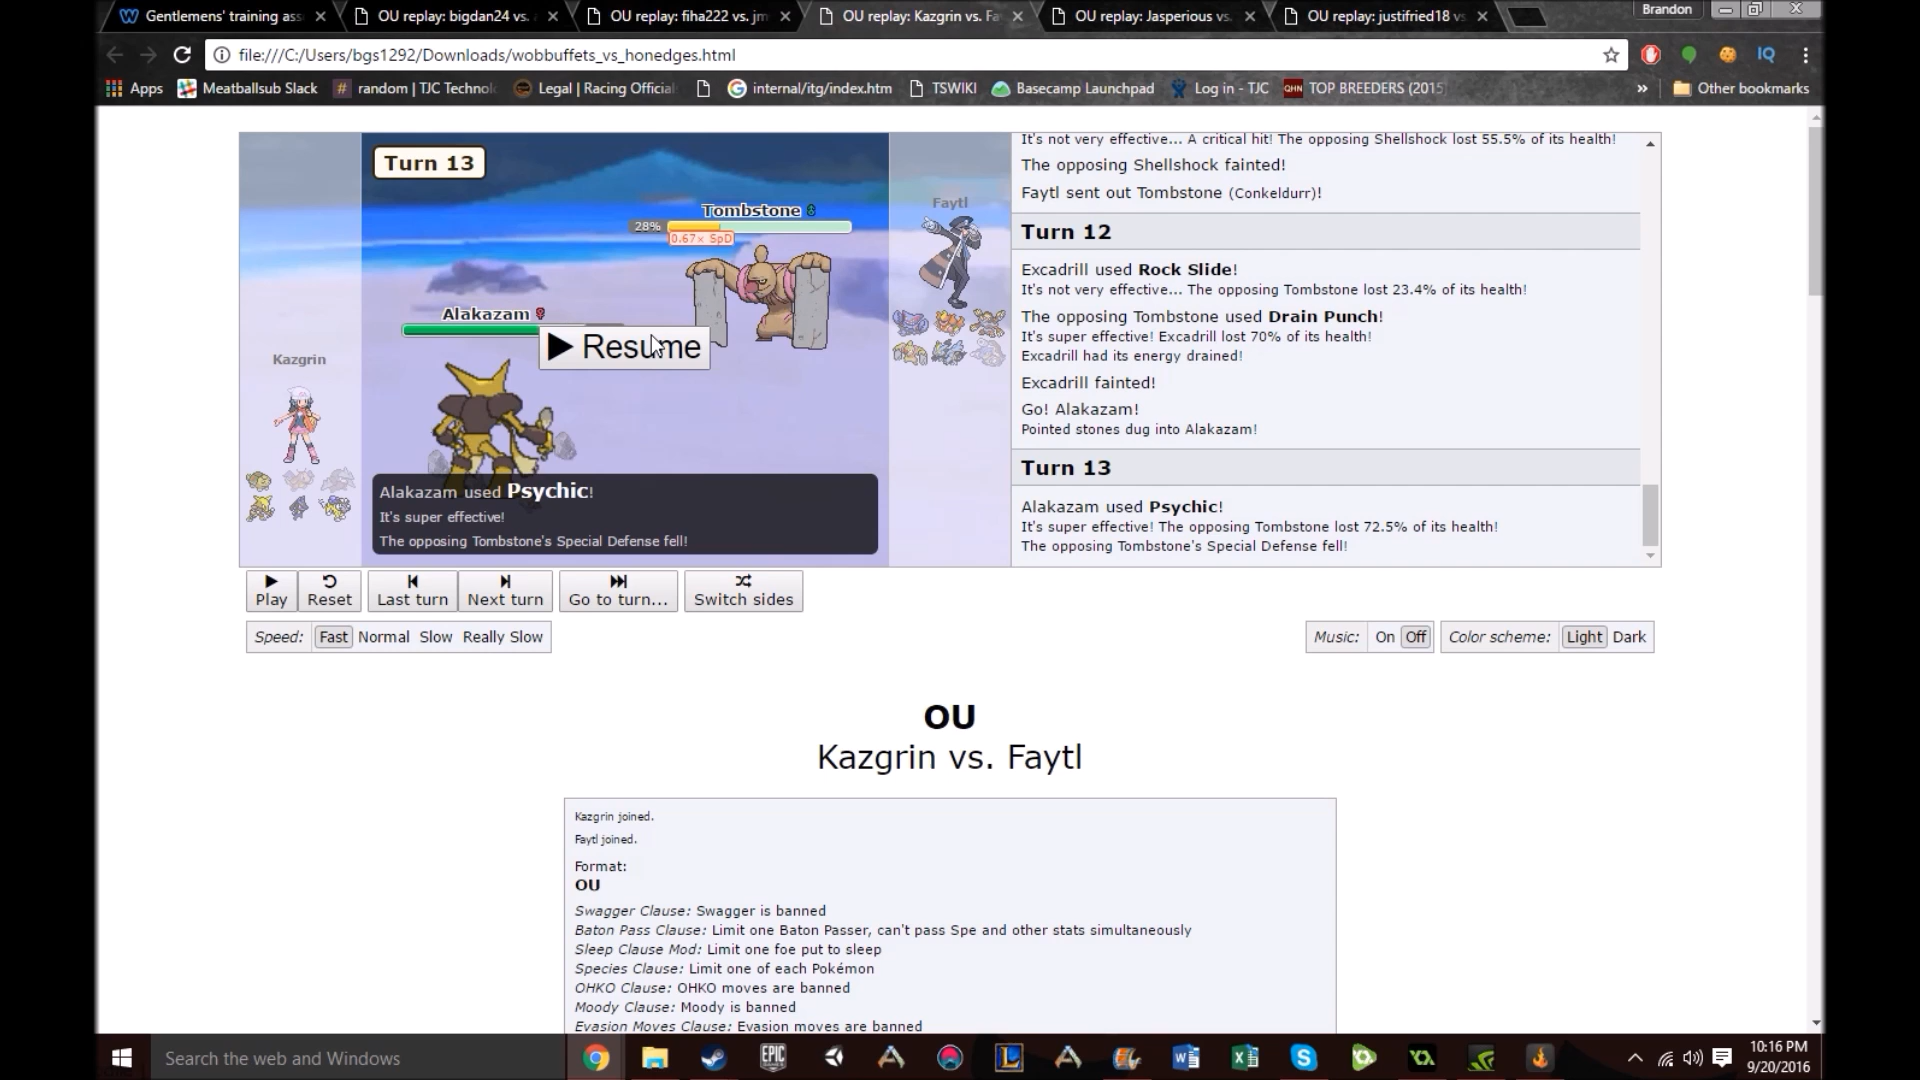 Gentlemens' training ass
OU replay: bigdan24 vs.
OU replay: fiha222 vs. jm
OU replay: Kazgrin vs. Fa
OU replay: Jasperious vs.
OU replay: justifried18 vs
Brandon
file:///C:/Users/bgs1292/Downloads/wobbuffets_vs_honedges.html
IQ
Apps
Meatballsub Slack
# random | TJC Technol
Legal | Racing Official
internal/itg/index.htm
TSWIKI
Basecamp Launchpad
Log in - TJC
QHN TOP BREEDERS (2015
»
Other bookmarks
Turn 13
Tombstone
28%
0.67× SpD
Alakazam
Resume
Kazgrin
Faytl
Alakazam used Psychic!
It's super effective!
The opposing Tombstone's Special Defense fell!
It's not very effective... A critical hit! The opposing Shellshock lost 55.5% of its health!
The opposing Shellshock fainted!
Faytl sent out Tombstone (Conkeldurr)!
Turn 12
Excadrill used Rock Slide!
It's not very effective... The opposing Tombstone lost 23.4% of its health!
The opposing Tombstone used Drain Punch!
It's super effective! Excadrill lost 70% of its health!
Excadrill had its energy drained!
Excadrill fainted!
Go! Alakazam!
Pointed stones dug into Alakazam!
Turn 13
Alakazam used Psychic!
It's super effective! The opposing Tombstone lost 72.5% of its health!
The opposing Tombstone's Special Defense fell!
Play
Reset
Last turn
Next turn
Go to turn...
Switch sides
Speed: Fast Normal Slow Really Slow
Music: On Off
Color scheme: Light Dark
OU
Kazgrin vs. Faytl
Kazgrin joined.
Faytl joined.
Format:
OU
Swagger Clause: Swagger is banned
Baton Pass Clause: Limit one Baton Passer, can't pass Spe and other stats simultaneously
Sleep Clause Mod: Limit one foe put to sleep
Species Clause: Limit one of each Pokémon
OHKO Clause: OHKO moves are banned
Moody Clause: Moody is banned
Evasion Moves Clause: Evasion moves are banned
Search the web and Windows
EPIC GAMES
10:16 PM
9/20/2016